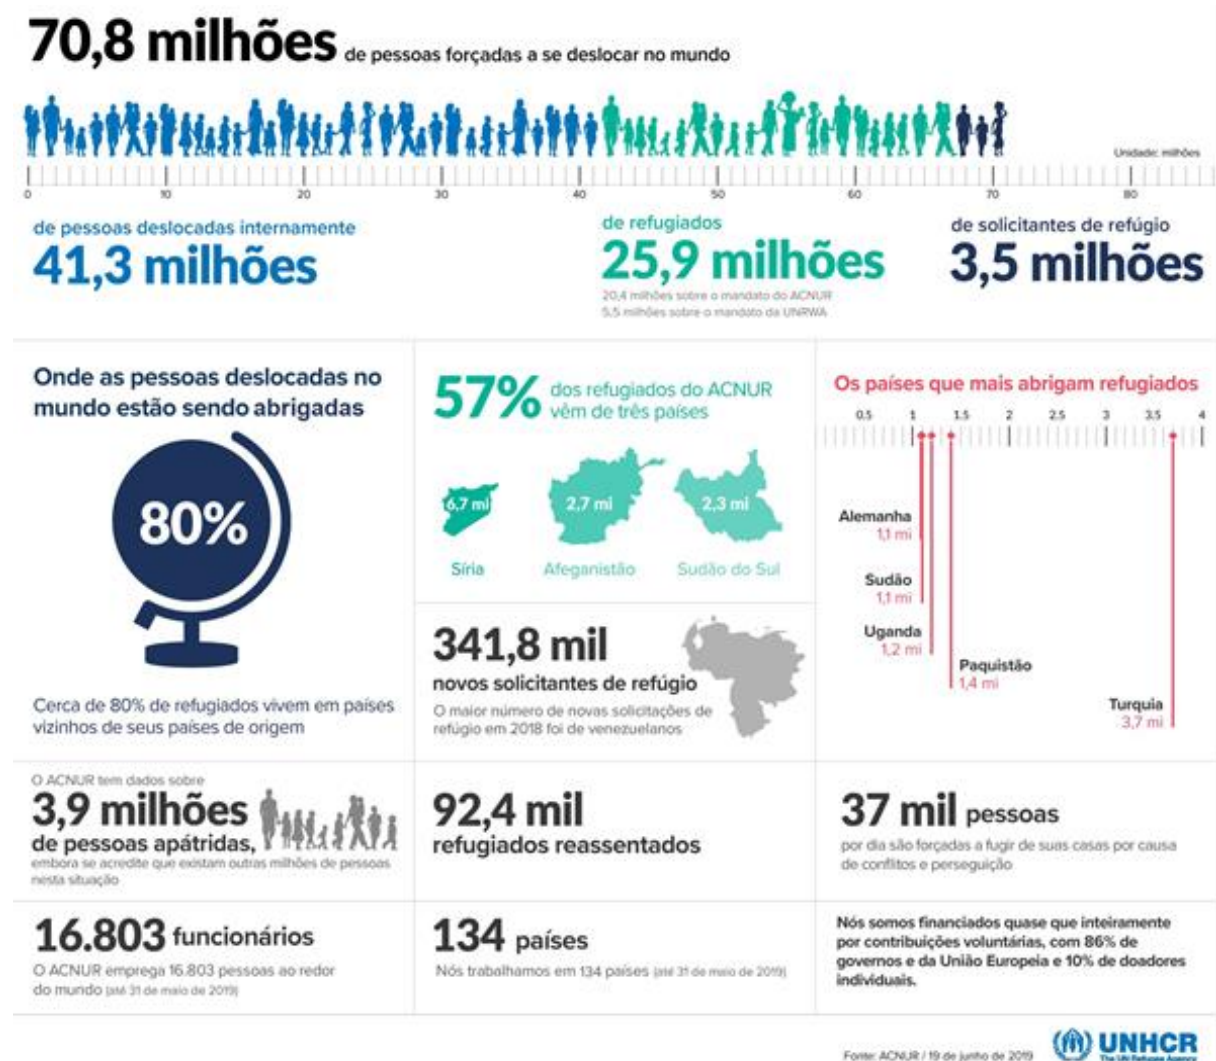 70,8 milhões de pessoas forçadas a se deslocar no mundo
Unidade: milhões
0 10 20 30 40 50 60 70 80
de pessoas deslocadas internamente
41,3 milhões
de refugiados
25,9 milhões
20,4 milhões sobre o mandato do ACNUR
5,5 milhões sobre o mandato da UNRWA
de solicitantes de refúgio
3,5 milhões
Onde as pessoas deslocadas no
mundo estão sendo abrigadas
80%
Cerca de 80% de refugiados vivem em países
vizinhos de seus países de origem
57% dos refugiados do ACNUR
vêm de três países
6,7 mi
2,7 mi
2,3 mi
Síria
Afeganistão
Sudão do Sul
341,8 mil
novos solicitantes de refúgio
O maior número de novas solicitações de
refúgio em 2018 foi de venezuelanos
Os países que mais abrigam refugiados
0.5 1 1.5 2 2.5 3 3.5 4
Alemanha
1,1 mi
Sudão
1,1 mi
Uganda
1,2 mi
Paquistão
1,4 mi
Turquia
3,7 mi
O ACNUR tem dados sobre
3,9 milhões
de pessoas apátridas,
embora se acredite que existam outras milhões de pessoas
nesta situação
92,4 mil
refugiados reassentados
37 mil pessoas
por dia são forçadas a fugir de suas casas por causa
de conflitos e perseguição
16.803 funcionários
O ACNUR emprega 16.803 pessoas ao redor
do mundo (até 31 de maio de 2019)
134 países
Nós trabalhamos em 134 países (até 31 de maio de 2019)
Nós somos financiados quase que inteiramente
por contribuições voluntárias, com 86% de
governos e da União Europeia e 10% de doadores
individuais.
Fonte: ACNUR / 19 de junho de 2019
UNHCR
The UN Refugee Agency